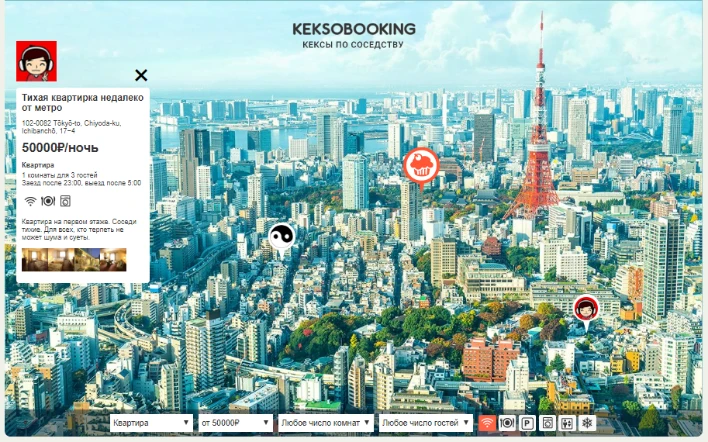 KEKSOBOOKING
КЕКСЫ ПО СОСЕДСТВУ
Тихая квартирка недалеко
от метро
102-0082 Tōkyō-to, Chiyoda-ku,
Ichibanchō, 17−4
50000₽/ночь
Квартира
1 комнаты для 3 гостей
Заезд после 23:00, выезд после 5:00
Квартира на первом этаже. Соседи
тихие. Для всех, кто терпеть не
может шума и суеты.
Квартира
от 50000₽
Любое число комнат
Любое число гостей
P